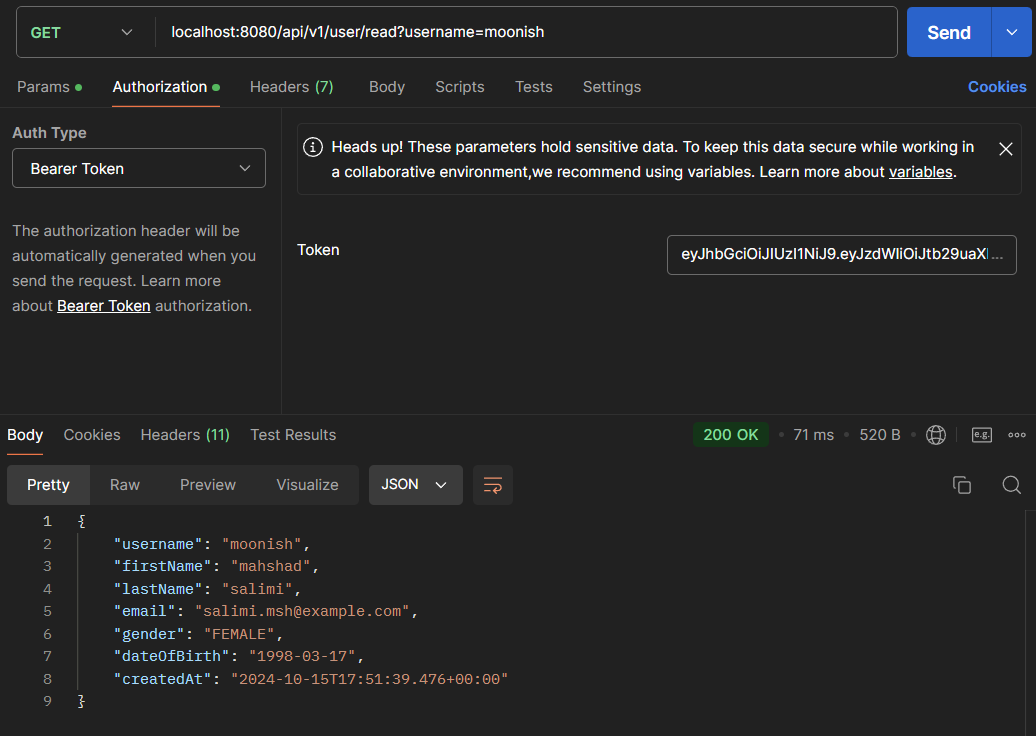 GET localhost:8080/api/v1/user/read?username=moonish Send
Params Authorization Headers (7) Body Scripts Tests Settings Cookies
Auth Type
Bearer Token
The authorization header will be
automatically generated when you
send the request. Learn more
about Bearer Token authorization.
Heads up! These parameters hold sensitive data. To keep this data secure while working in
a collaborative environment,we recommend using variables. Learn more about variables.
Token eyJhbGciOiJIUzI1NiJ9.eyJzdWIiOiJtb29uaX...
Body Cookies Headers (11) Test Results 200 OK 71 ms 520 B e.g.
Pretty Raw Preview Visualize JSON
1 {
2 "username": "moonish",
3 "firstName": "mahshad",
4 "lastName": "salimi",
5 "email": "salimi.msh@example.com",
6 "gender": "FEMALE",
7 "dateOfBirth": "1998-03-17",
8 "createdAt": "2024-10-15T17:51:39.476+00:00"
9 }